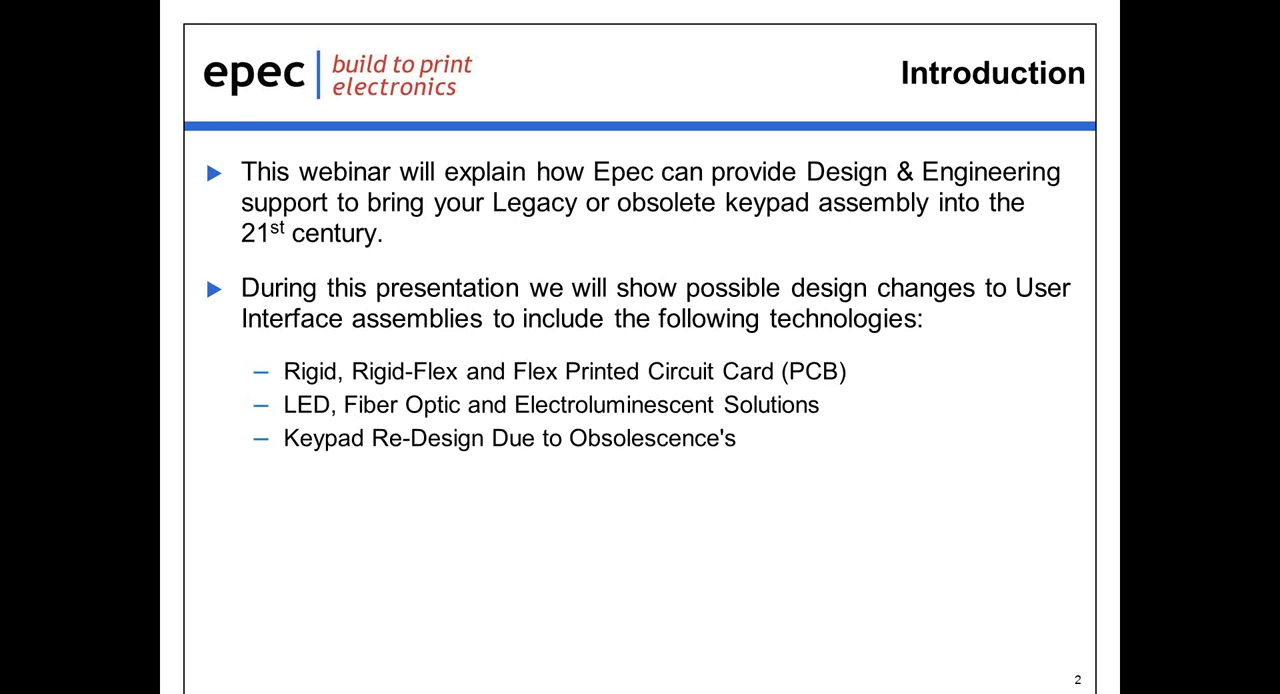 epec
build to print
electronics
Introduction
This webinar will explain how Epec can provide Design & Engineering
support to bring your Legacy or obsolete keypad assembly into the
21st century.
During this presentation we will show possible design changes to User
Interface assemblies to include the following technologies:
– Rigid, Rigid-Flex and Flex Printed Circuit Card (PCB)
– LED, Fiber Optic and Electroluminescent Solutions
– Keypad Re-Design Due to Obsolescence's
2